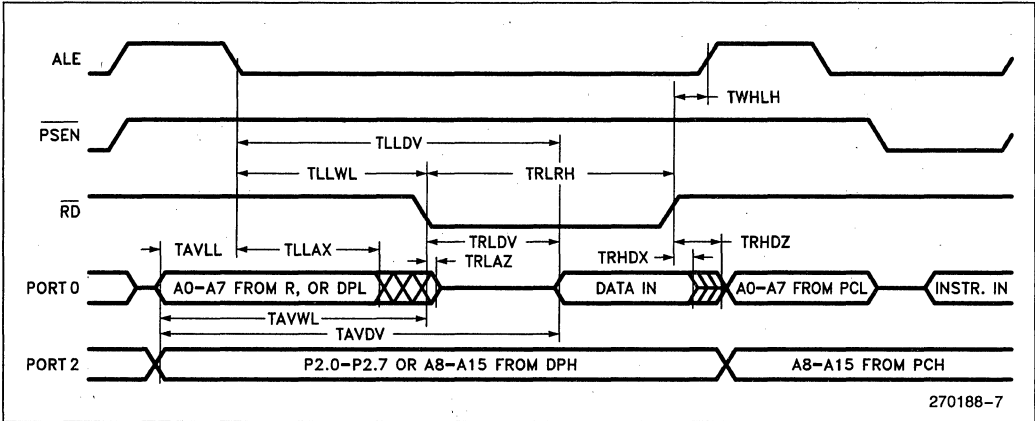 ALE
TWHLH
PSEN
TLLDV
TLLWL
TRLRH
RD
TAVLL
TLLAX
TRLDV
TRLAZ
TRHDX
TRHDZ
PORT 0
A0–A7 FROM R, OR DPL
DATA IN
A0–A7 FROM PCL
INSTR. IN
TAVWL
TAVDV
PORT 2
P2.0–P2.7 OR A8–A15 FROM DPH
A8–A15 FROM PCH
270188–7